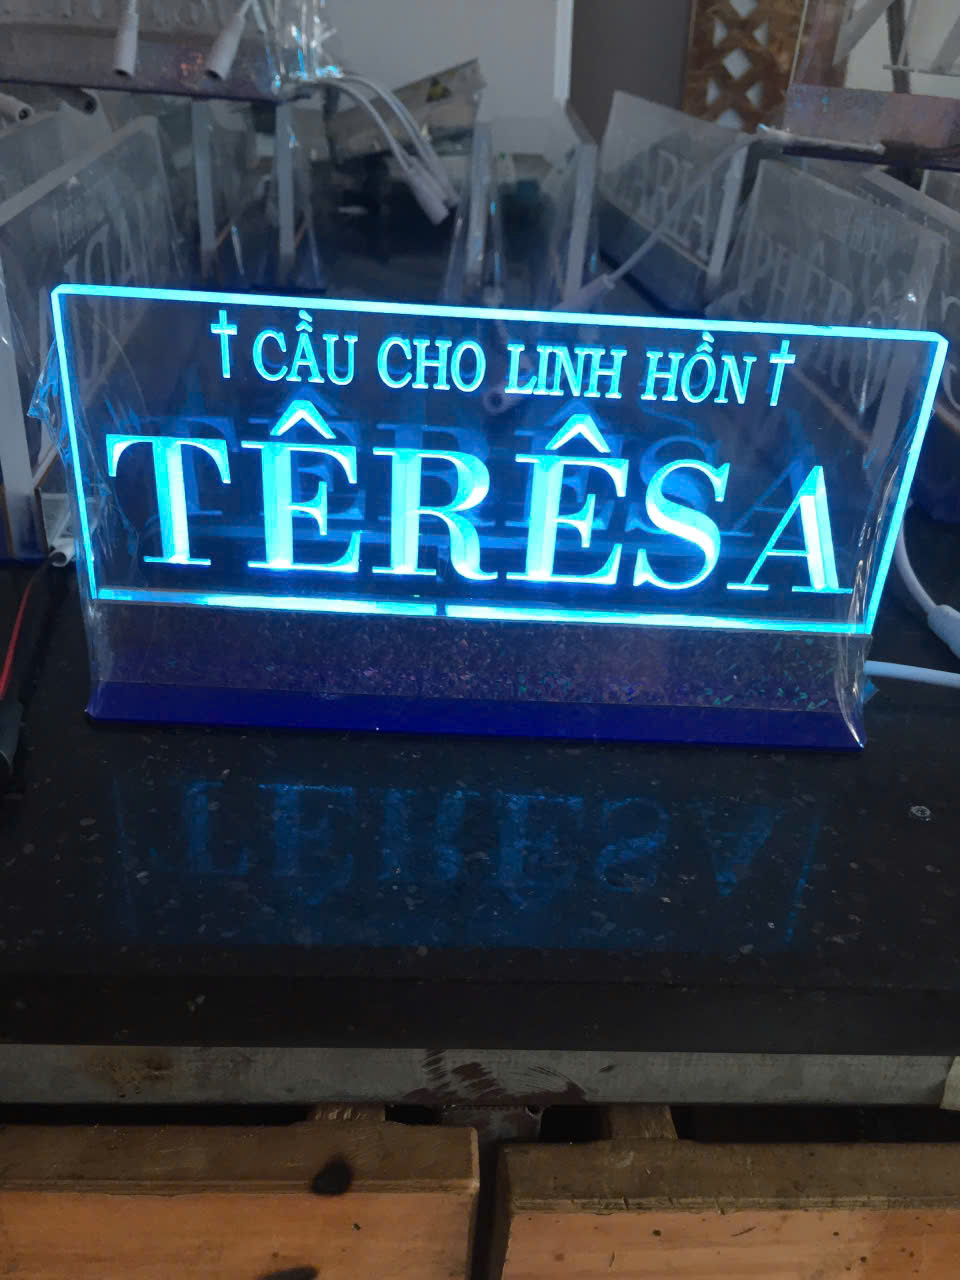 † CẦU CHO LINH HỒN †
TÊRÊSA